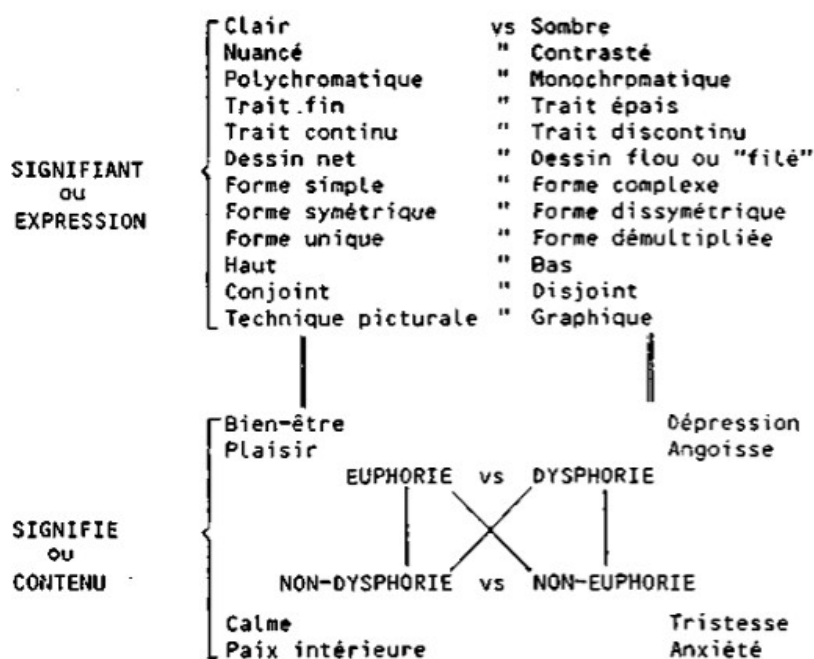 Clair vs Sombre
Nuancé " Contrasté
Polychromatique " Monochromatique
Trait.fin " Trait épais
Trait continu " Trait discontinu
Dessin net " Dessin flou ou "filé"
SIGNIFIANT
ou
EXPRESSION
Forme simple " Forme complexe
Forme symétrique " Forme dissymétrique
Forme unique " Forme démultipliée
Haut " Bas
Conjoint " Disjoint
Technique picturale " Graphique
Bien-être Dépression
Plaisir Angoisse
EUPHORIE vs DYSPHORIE
SIGNIFIE
ou
CONTENU
NON-DYSPHORIE vs NON-EUPHORIE
Calme Tristesse
Paix intérieure Anxiété